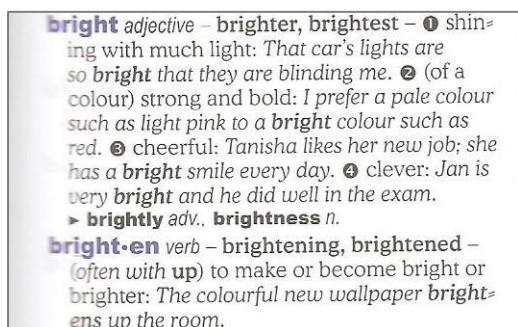 bright adjective – brighter, brightest – ❶ shin=
ing with much light: That car's lights are
so bright that they are blinding me. ❷ (of a
colour) strong and bold: I prefer a pale colour
such as light pink to a bright colour such as
red. ❸ cheerful: Tanisha likes her new job; she
has a bright smile every day. ❹ clever: Jan is
very bright and he did well in the exam.
► brightly adv., brightness n.
bright•en verb – brightening, brightened –
(often with up) to make or become bright or
brighter: The colourful new wallpaper bright=
ens up the room.